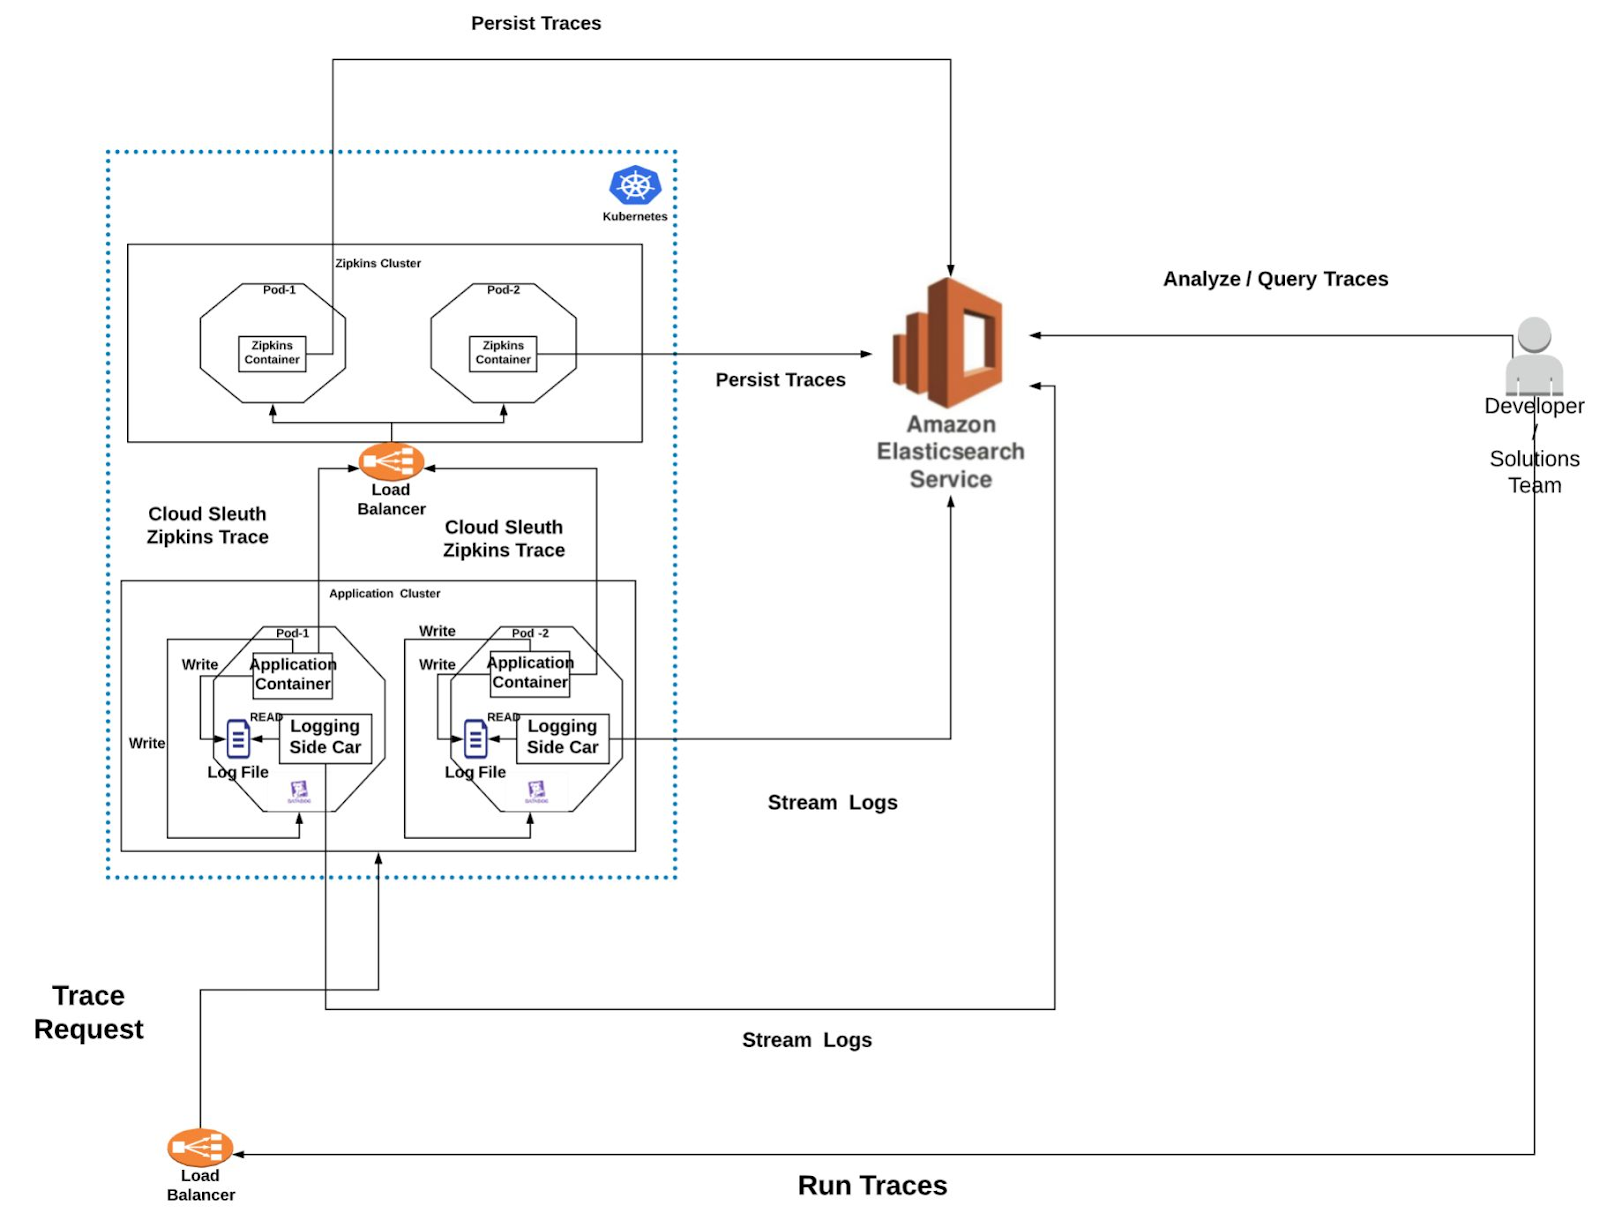 Persist Traces
Kubernetes
Zipkins Cluster
Pod-1
Pod-2
Zipkins
Container
Zipkins
Container
Persist Traces
Analyze / Query Traces
Amazon
Elasticsearch
Service
Developer
/
Solutions
Team
Load
Balancer
Cloud Sleuth
Zipkins Trace
Cloud Sleuth
Zipkins Trace
Application Cluster
Pod-1
Write
Application
Container
READ
Logging
Side Car
Write
Log File
DATADOG
Write
Pod -2
Write
Application
Container
READ
Logging
Side Car
Log File
DATADOG
Stream Logs
Trace
Request
Stream Logs
Load
Balancer
Run Traces